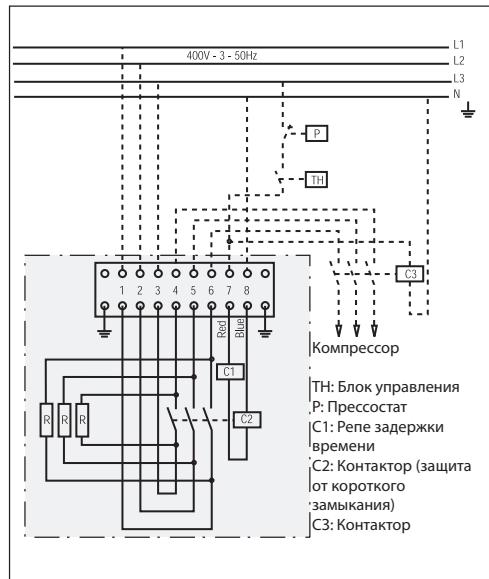 L1
400V - 3 - 50Hz
L2
L3
N
P
TH
C3
1 2 3 4 5 6 7 8
Red
Blue
Компрессор
C1
R R R
C2
TH: Блок управления
P: Прессостат
C1: Репе задержки
времени
C2: Контактор (защита
от короткого
замыкания)
C3: Контактор